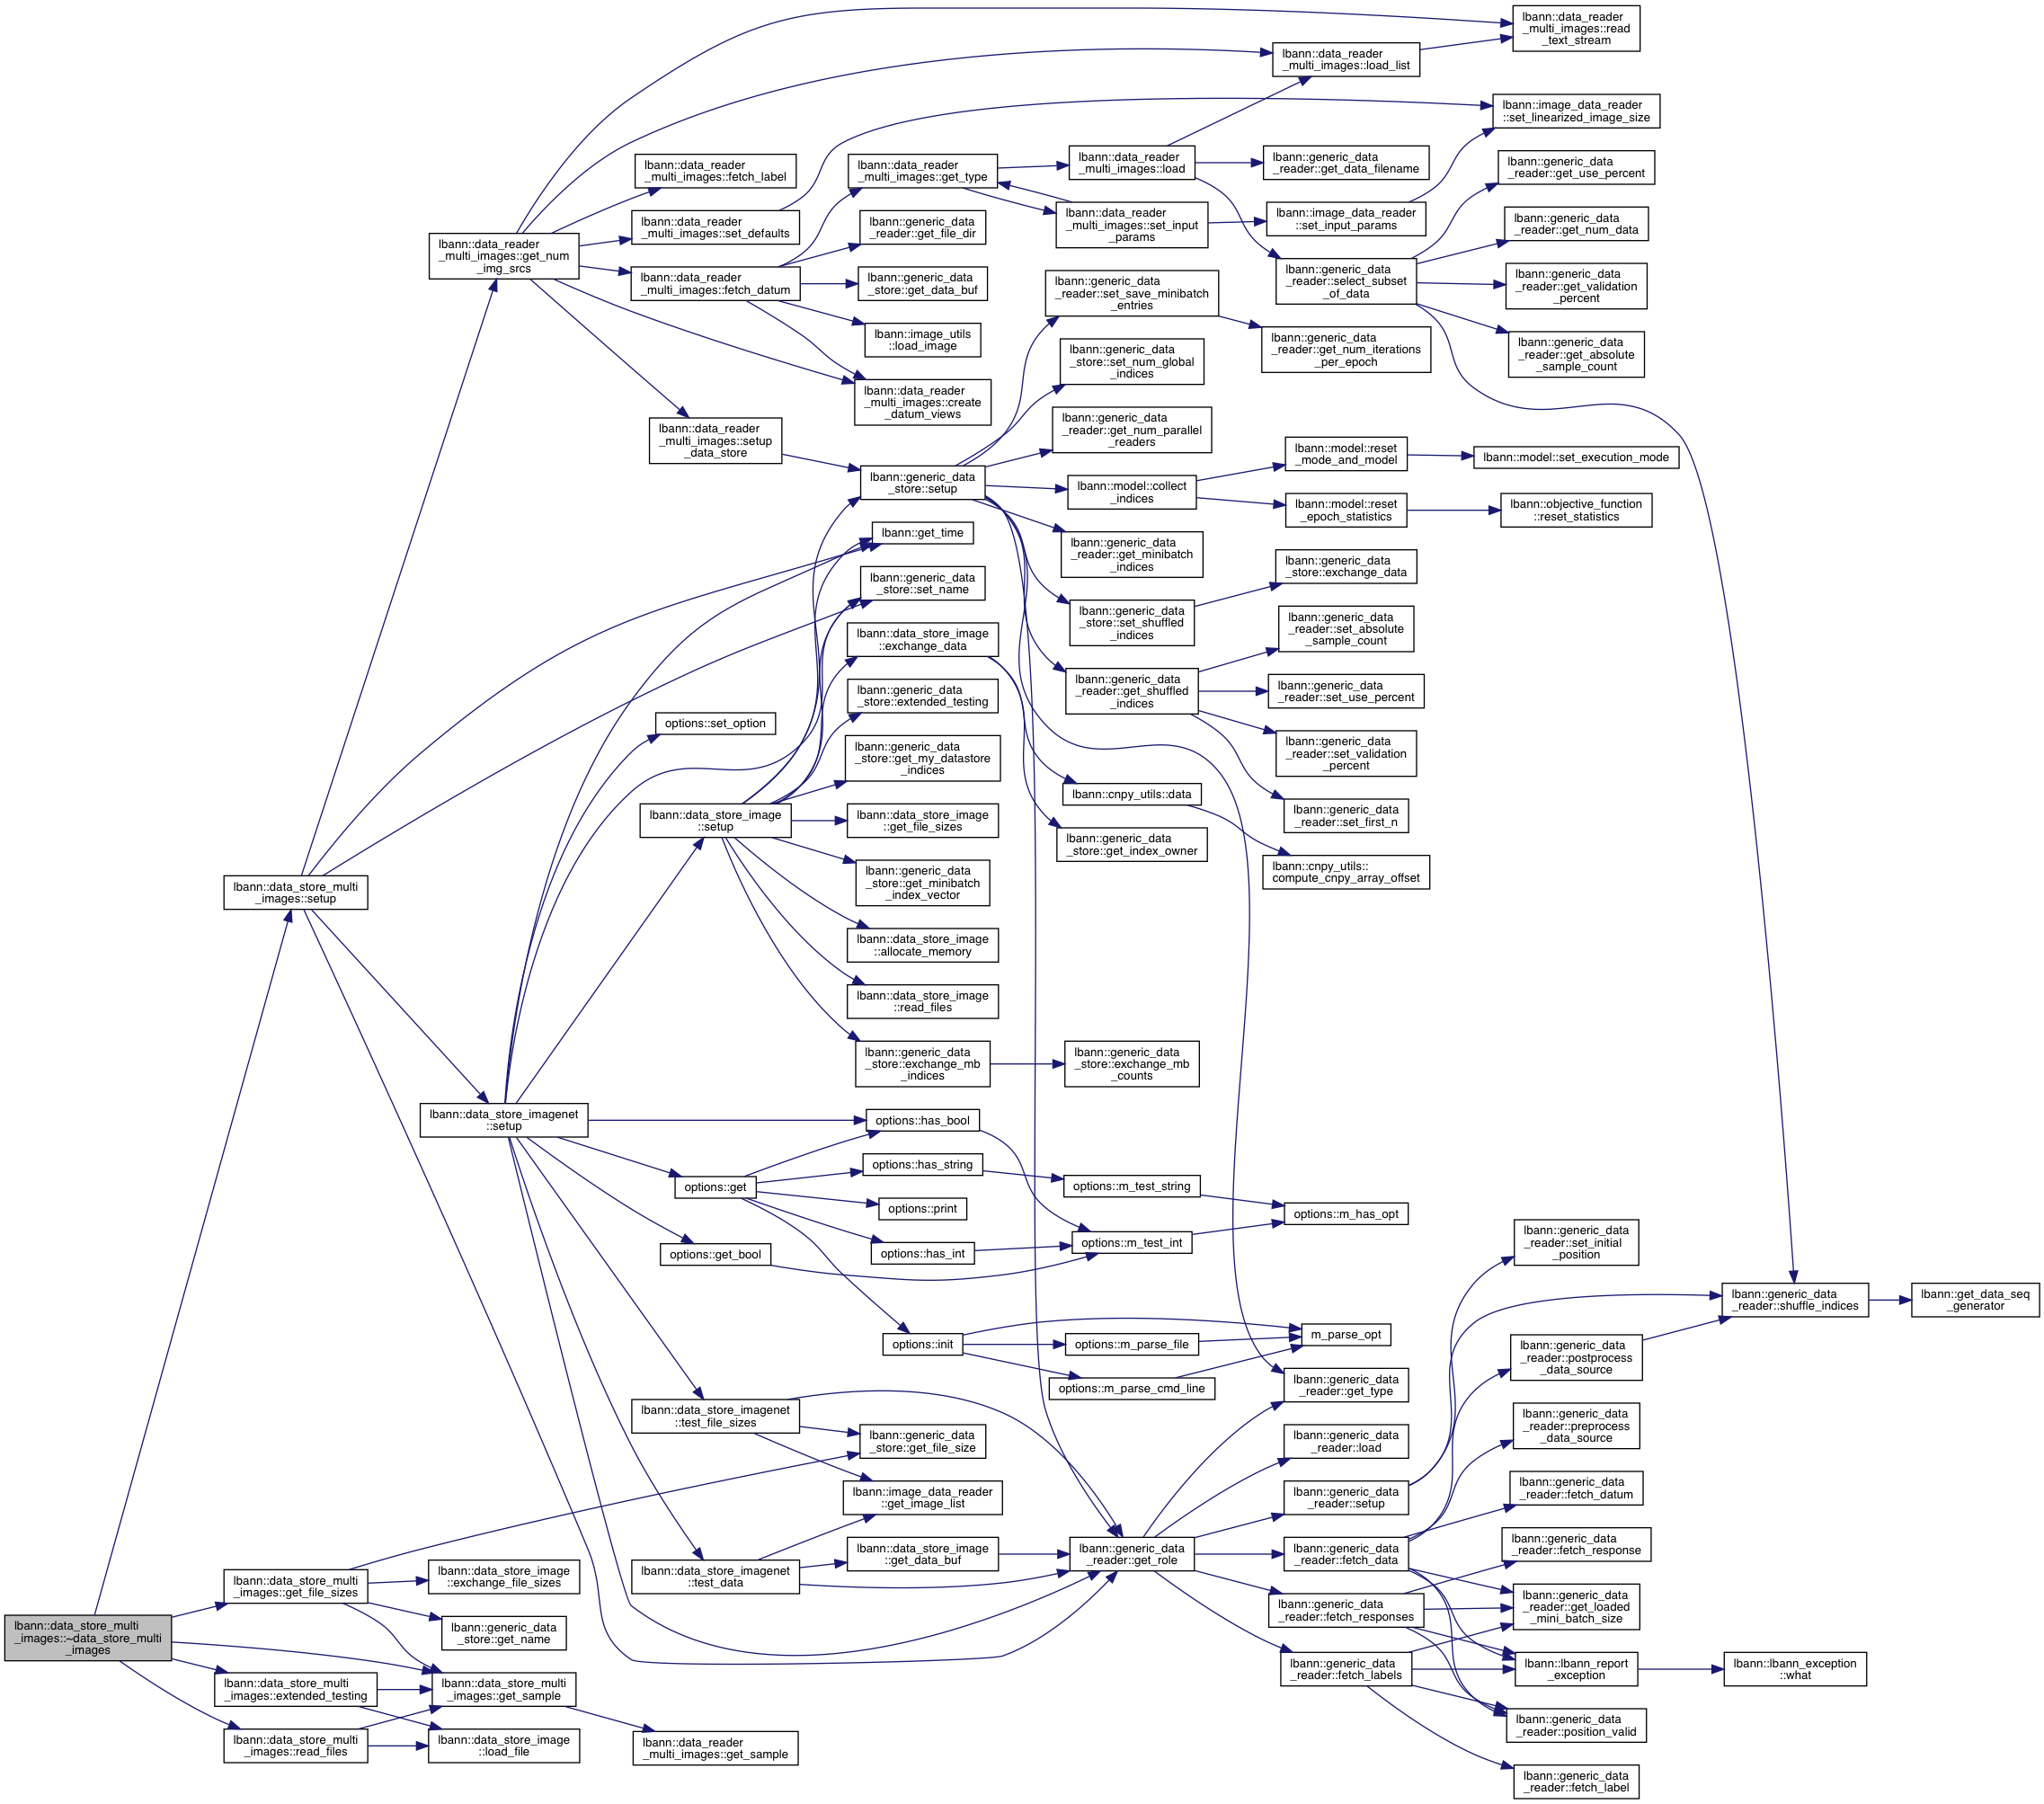 lbann::data_store_multi
_images::~data_store_multi
_images
lbann::data_store_multi
_images::setup
lbann::data_store_multi
_images::get_file_sizes
lbann::data_store_multi
_images::extended_testing
lbann::data_store_multi
_images::read_files
lbann::data_reader
_multi_images::get_num
_img_srcs
lbann::data_store_imagenet
::setup
lbann::data_store_image
::exchange_file_sizes
lbann::generic_data
_store::get_name
lbann::data_store_multi
_images::get_sample
lbann::data_store_image
::load_file
lbann::data_reader
_multi_images::fetch_label
lbann::data_reader
_multi_images::set_defaults
lbann::data_reader
_multi_images::fetch_datum
lbann::data_reader
_multi_images::setup
_data_store
options::set_option
lbann::data_store_image
::setup
options::get
options::get_bool
lbann::data_store_imagenet
::test_file_sizes
lbann::data_store_imagenet
::test_data
lbann::data_reader
_multi_images::get_sample
lbann::data_reader
_multi_images::get_type
lbann::generic_data
_reader::get_file_dir
lbann::generic_data
_store::get_data_buf
lbann::image_utils
::load_image
lbann::data_reader
_multi_images::create
_datum_views
lbann::generic_data
_store::setup
lbann::get_time
lbann::generic_data
_store::set_name
lbann::data_store_image
::exchange_data
lbann::generic_data
_store::extended_testing
lbann::generic_data
_store::get_my_datastore
_indices
lbann::data_store_image
::get_file_sizes
lbann::generic_data
_store::get_minibatch
_index_vector
lbann::data_store_image
::allocate_memory
lbann::data_store_image
::read_files
lbann::generic_data
_store::exchange_mb
_indices
options::has_bool
options::has_string
options::print
options::has_int
options::init
lbann::generic_data
_store::get_file_size
lbann::image_data_reader
::get_image_list
lbann::data_store_image
::get_data_buf
lbann::data_reader
_multi_images::load
lbann::data_reader
_multi_images::set_input
_params
lbann::generic_data
_reader::set_save_minibatch
_entries
lbann::generic_data
_store::set_num_global
_indices
lbann::generic_data
_reader::get_num_parallel
_readers
lbann::model::collect
_indices
lbann::generic_data
_reader::get_minibatch
_indices
lbann::generic_data
_store::set_shuffled
_indices
lbann::generic_data
_reader::get_shuffled
_indices
lbann::cnpy_utils::data
lbann::generic_data
_store::get_index_owner
lbann::generic_data
_store::exchange_mb
_counts
options::m_test_string
options::m_test_int
options::m_parse_file
options::m_parse_cmd_line
lbann::generic_data
_reader::get_role
lbann::data_reader
_multi_images::load_list
lbann::generic_data
_reader::get_data_filename
lbann::image_data_reader
::set_input_params
lbann::generic_data
_reader::select_subset
_of_data
lbann::generic_data
_reader::get_num_iterations
_per_epoch
lbann::model::reset
_mode_and_model
lbann::model::reset
_epoch_statistics
lbann::generic_data
_store::exchange_data
lbann::generic_data
_reader::set_absolute
_sample_count
lbann::generic_data
_reader::set_use_percent
lbann::generic_data
_reader::set_validation
_percent
lbann::generic_data
_reader::set_first_n
lbann::cnpy_utils::
compute_cnpy_array_offset
options::m_has_opt
m_parse_opt
lbann::generic_data
_reader::get_type
lbann::generic_data
_reader::load
lbann::generic_data
_reader::setup
lbann::generic_data
_reader::fetch_data
lbann::generic_data
_reader::fetch_responses
lbann::generic_data
_reader::fetch_labels
lbann::data_reader
_multi_images::read
_text_stream
lbann::image_data_reader
::set_linearized_image_size
lbann::generic_data
_reader::get_use_percent
lbann::generic_data
_reader::get_num_data
lbann::generic_data
_reader::get_validation
_percent
lbann::generic_data
_reader::get_absolute
_sample_count
lbann::model::set_execution_mode
lbann::objective_function
::reset_statistics
lbann::generic_data
_reader::set_initial
_position
lbann::generic_data
_reader::postprocess
_data_source
lbann::generic_data
_reader::preprocess
_data_source
lbann::generic_data
_reader::fetch_datum
lbann::generic_data
_reader::fetch_response
lbann::generic_data
_reader::get_loaded
_mini_batch_size
lbann::lbann_report
_exception
lbann::generic_data
_reader::position_valid
lbann::generic_data
_reader::fetch_label
lbann::generic_data
_reader::shuffle_indices
lbann::lbann_exception
::what
lbann::get_data_seq
_generator